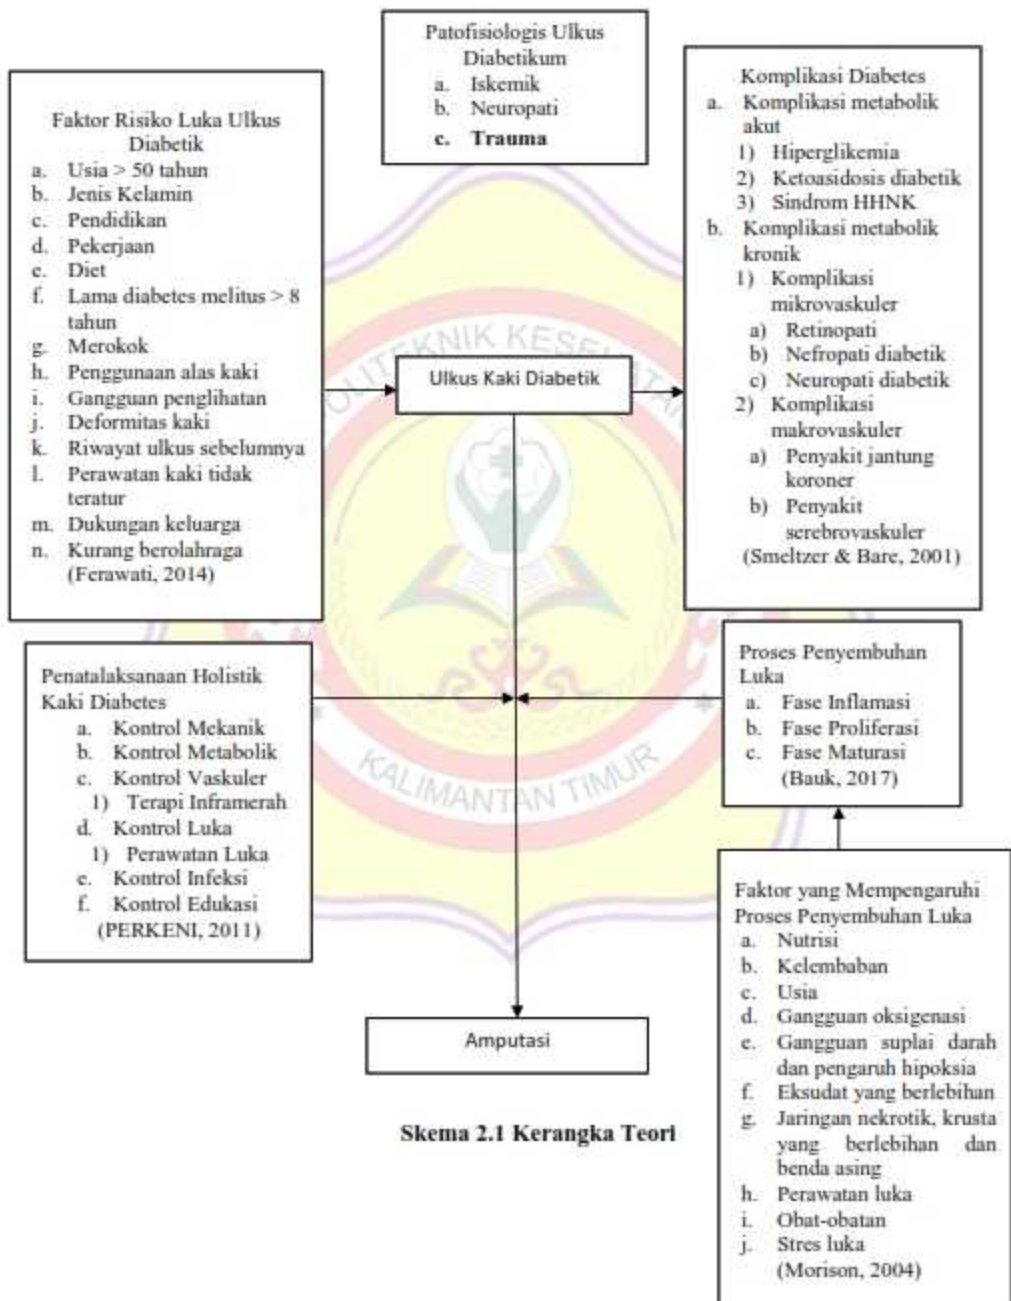 Patofisiologis Ulkus
Diabetikum
a. Iskemik
b. Neuropati
c. Trauma
Faktor Risiko Luka Ulkus
Diabetik
a. Usia > 50 tahun
b. Jenis Kelamin
c. Pendidikan
d. Pekerjaan
e. Diet
f. Lama diabetes melitus > 8
tahun
g. Merokok
h. Penggunaan alas kaki
i. Gangguan penglihatan
j. Deformitas kaki
k. Riwayat ulkus sebelumnya
l. Perawatan kaki tidak
teratur
m. Dukungan keluarga
n. Kurang berolahraga
(Ferawati, 2014)
Ulkus Kaki Diabetik
Komplikasi Diabetes
a. Komplikasi metabolik
akut
1) Hiperglikemia
2) Ketoasidosis diabetik
3) Sindrom HHNK
b. Komplikasi metabolik
kronik
1) Komplikasi
mikrovaskuler
a) Retinopati
b) Nefropati diabetik
c) Neuropati diabetik
2) Komplikasi
makrovaskuler
a) Penyakit jantung
koroner
b) Penyakit
serebrovaskuler
(Smeltzer & Bare, 2001)
Penatalaksanaan Holistik
Kaki Diabetes
a. Kontrol Mekanik
b. Kontrol Metabolik
c. Kontrol Vaskuler
1) Terapi Inframerah
d. Kontrol Luka
1) Perawatan Luka
e. Kontrol Infeksi
f. Kontrol Edukasi
(PERKENI, 2011)
Proses Penyembuhan
Luka
a. Fase Inflamasi
b. Fase Proliferasi
c. Fase Maturasi
(Bauk, 2017)
Faktor yang Mempengaruhi
Proses Penyembuhan Luka
a. Nutrisi
b. Kelembaban
c. Usia
d. Gangguan oksigenasi
e. Gangguan suplai darah
dan pengaruh hipoksia
f. Eksudat yang berlebihan
g. Jaringan nekrotik, krusta
yang berlebihan dan
benda asing
h. Perawatan luka
i. Obat-obatan
j. Stres luka
(Morison, 2004)
Amputasi
Skema 2.1 Kerangka Teori
KALIMANTAN TIMUR